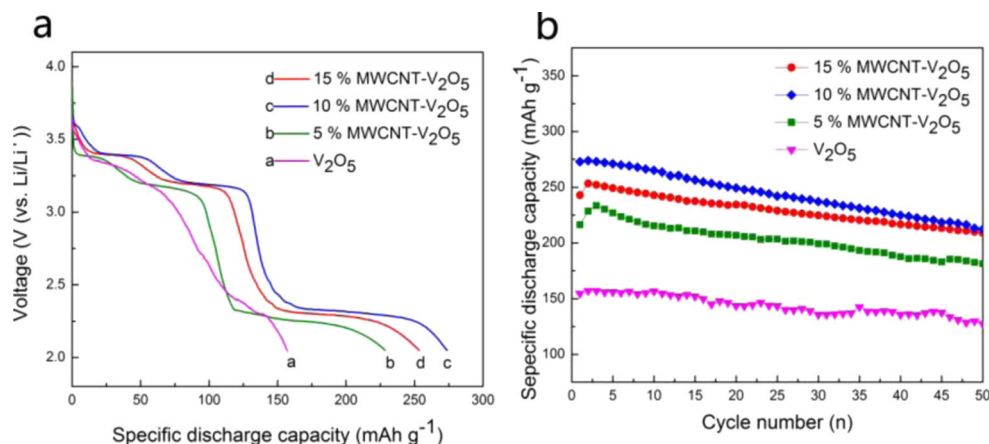 a
4.0
3.5
3.0
2.5
2.0
Voltage (V (vs. Li/Li⁺))
d 15 % MWCNT-V₂O₅
c 10 % MWCNT-V₂O₅
b 5 % MWCNT-V₂O₅
a V₂O₅
a b d c
0 50 100 150 200 250 300
Specific discharge capacity (mAh g⁻¹)
b
350
300
250
200
150
100
Sepecific discharge capacity (mAh g⁻¹)
15 % MWCNT-V₂O₅
10 % MWCNT-V₂O₅
5 % MWCNT-V₂O₅
V₂O₅
0 5 10 15 20 25 30 35 40 45 50
Cycle number (n)